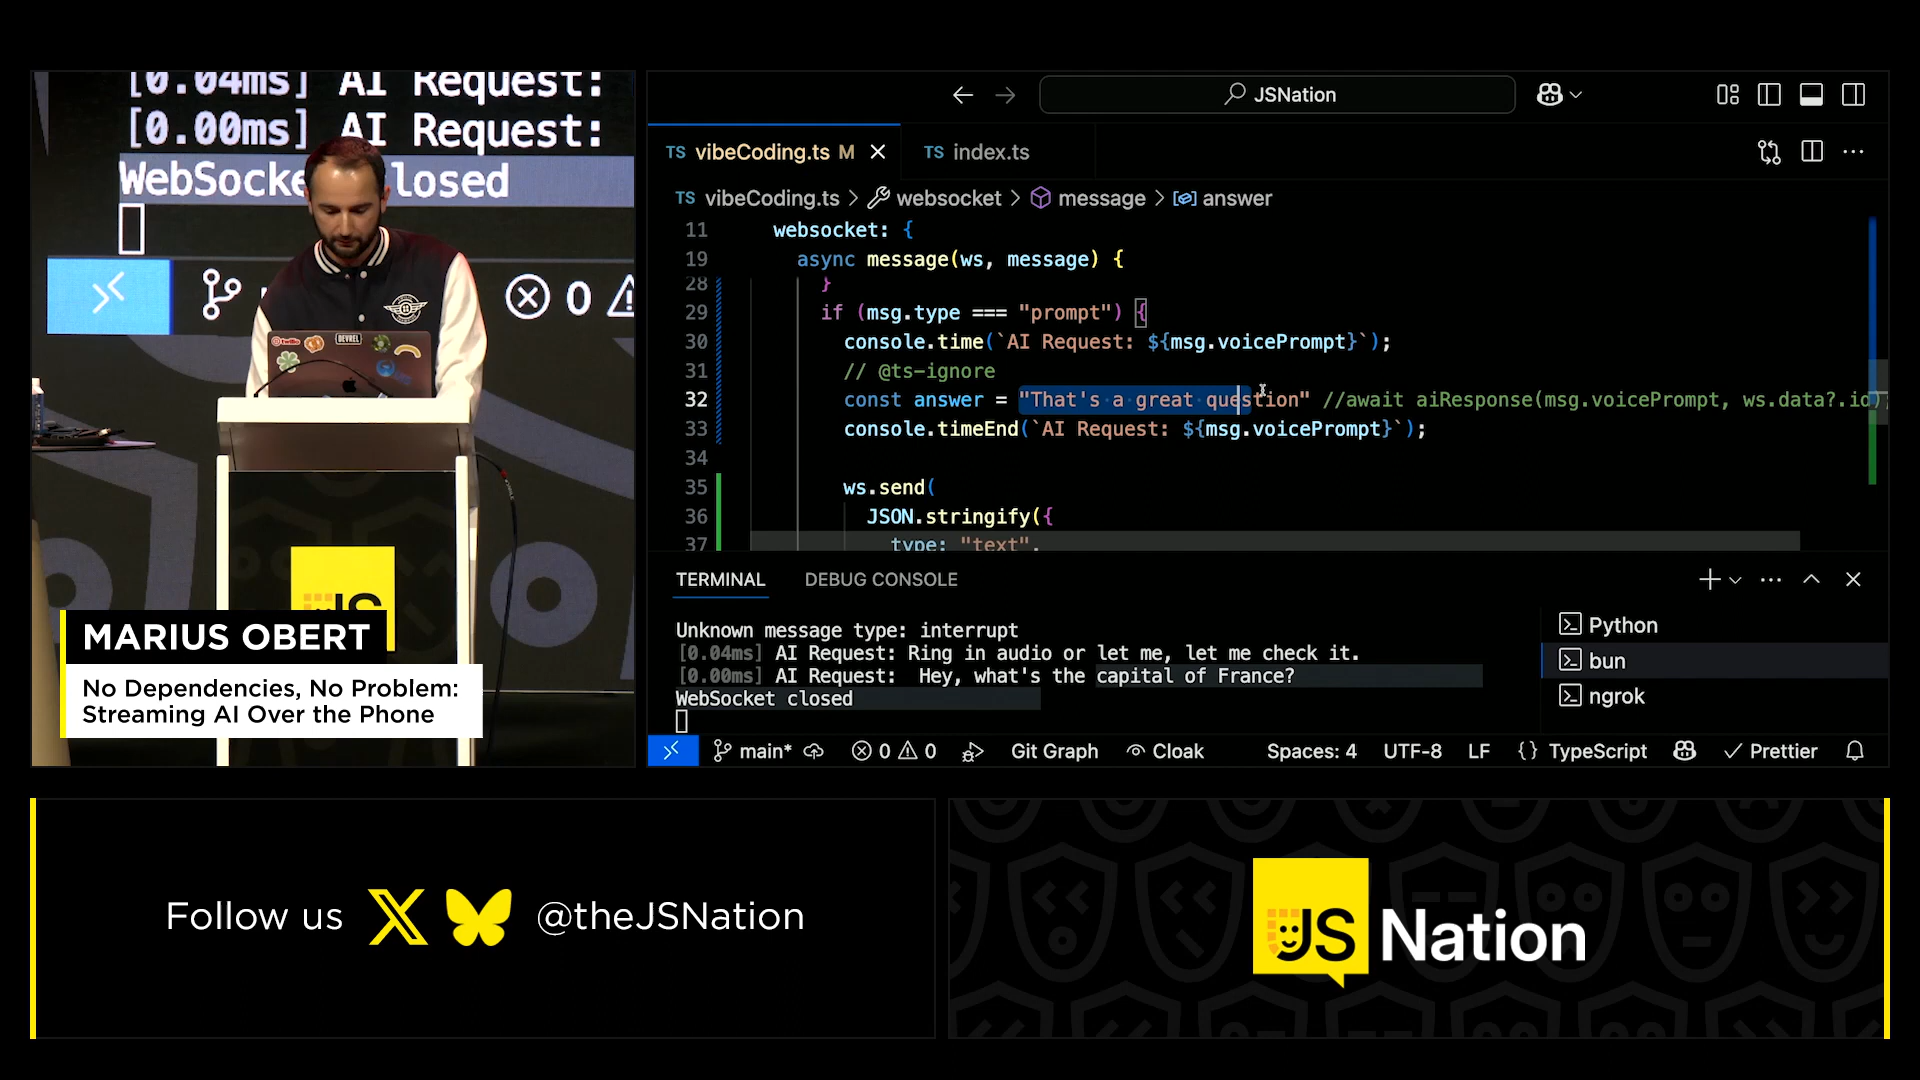 [0.04ms] AI Request:
[0.00ms] AI Request:
WebSocke losed
0
twilio
DEVREL
JS
MARIUS OBERT
No Dependencies, No Problem:
Streaming AI Over the Phone
JSNation
TS vibeCoding.ts M
TS index.ts
TS vibeCoding.ts > websocket > message > answer
11 websocket: {
19 async message(ws, message) {
28 }
29 if (msg.type === "prompt") {
30 console.time(`AI Request: ${msg.voicePrompt}`);
31 // @ts-ignore
32 const answer = "That's a great question" //await aiResponse(msg.voicePrompt, ws.data?.id);
33 console.timeEnd(`AI Request: ${msg.voicePrompt}`);
34
35 ws.send(
36 JSON.stringify({
37 type: "text",
TERMINAL DEBUG CONSOLE
Unknown message type: interrupt
[0.04ms] AI Request: Ring in audio or let me, let me check it.
[0.00ms] AI Request:  Hey, what's the capital of France?
WebSocket closed
Python
bun
ngrok
main* 0 0 Git Graph Cloak Spaces: 4 UTF-8 LF {} TypeScript Prettier
Follow us @theJSNation
JS Nation